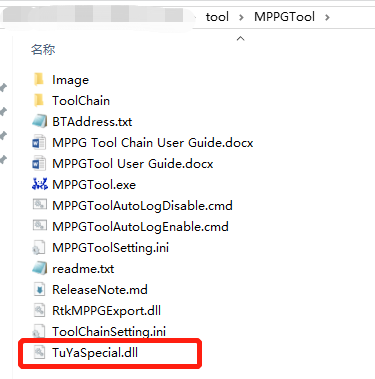 tool
MPPGTool
名称
Image
ToolChain
BTAddress.txt
MPPG Tool Chain User Guide.docx
MPPGTool User Guide.docx
MPPGTool.exe
MPPGToolAutoLogDisable.cmd
MPPGToolAutoLogEnable.cmd
MPPGToolSetting.ini
readme.txt
ReleaseNote.md
RtkMPPGExport.dll
ToolChainSetting.ini
TuYaSpecial.dll